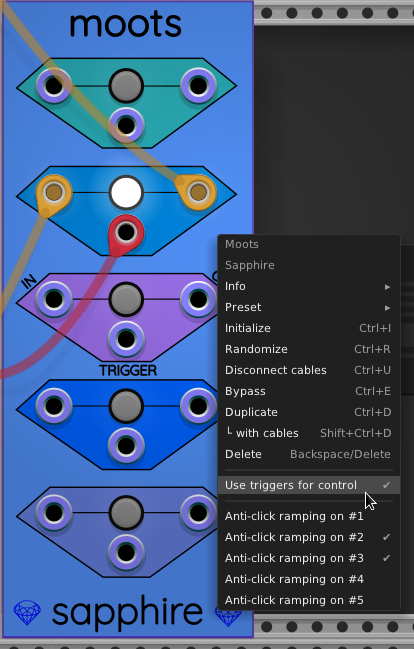 moots
IN
TRIGGER
sapphire
Moots
Sapphire
Info
Preset
Initialize Ctrl+I
Randomize Ctrl+R
Disconnect cables Ctrl+U
Bypass Ctrl+E
Duplicate Ctrl+D
└ with cables Shift+Ctrl+D
Delete Backspace/Delete
Use triggers for control ✔
Anti-click ramping on #1
Anti-click ramping on #2 ✔
Anti-click ramping on #3 ✔
Anti-click ramping on #4
Anti-click ramping on #5